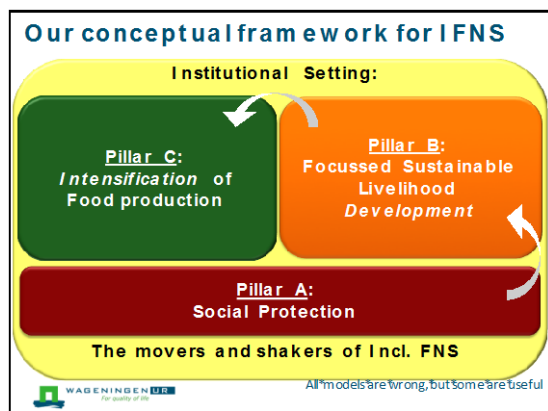 Our conceptual framework for IFNS
Institutional Setting:
Pillar C:
Intensification of
Food production
Pillar B:
Focussed Sustainable
Livelihood
Development
Pillar A:
Social Protection
The movers and shakers of Incl. FNS
WAGENINGEN UR
For quality of life
All models are wrong, but some are useful